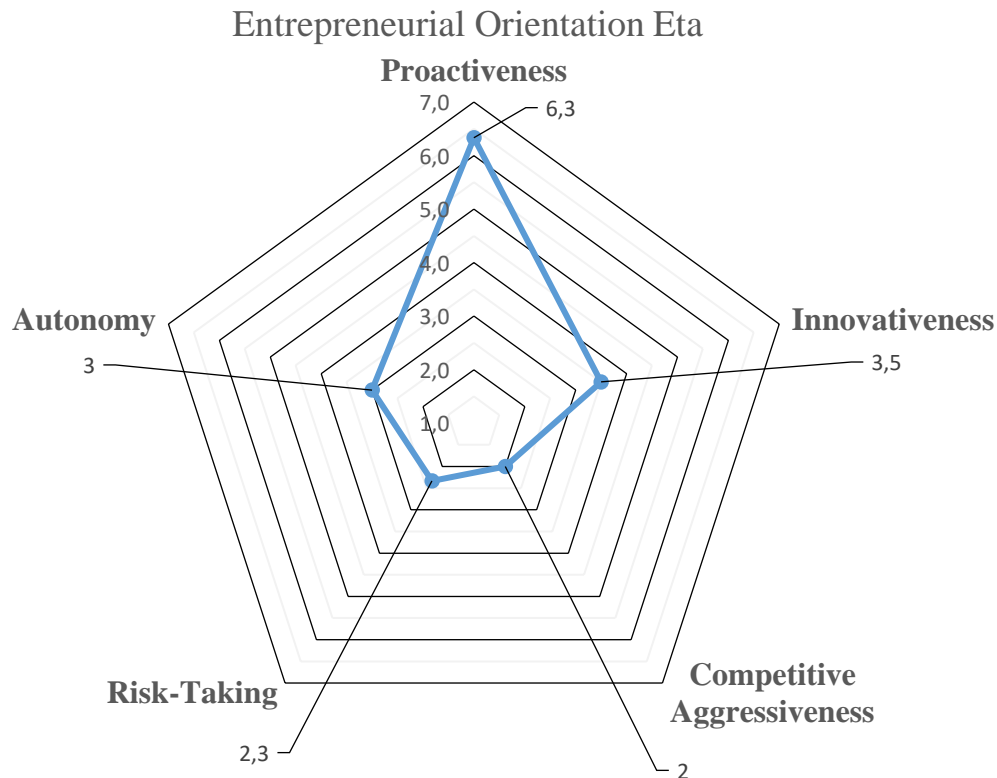 Entrepreneurial Orientation Eta
Proactiveness
7,0
6,3
6,0
5,0
4,0
Autonomy
Innovativeness
3,0
3
3,5
2,0
1,0
Risk-Taking
Competitive
Aggressiveness
2,3
2